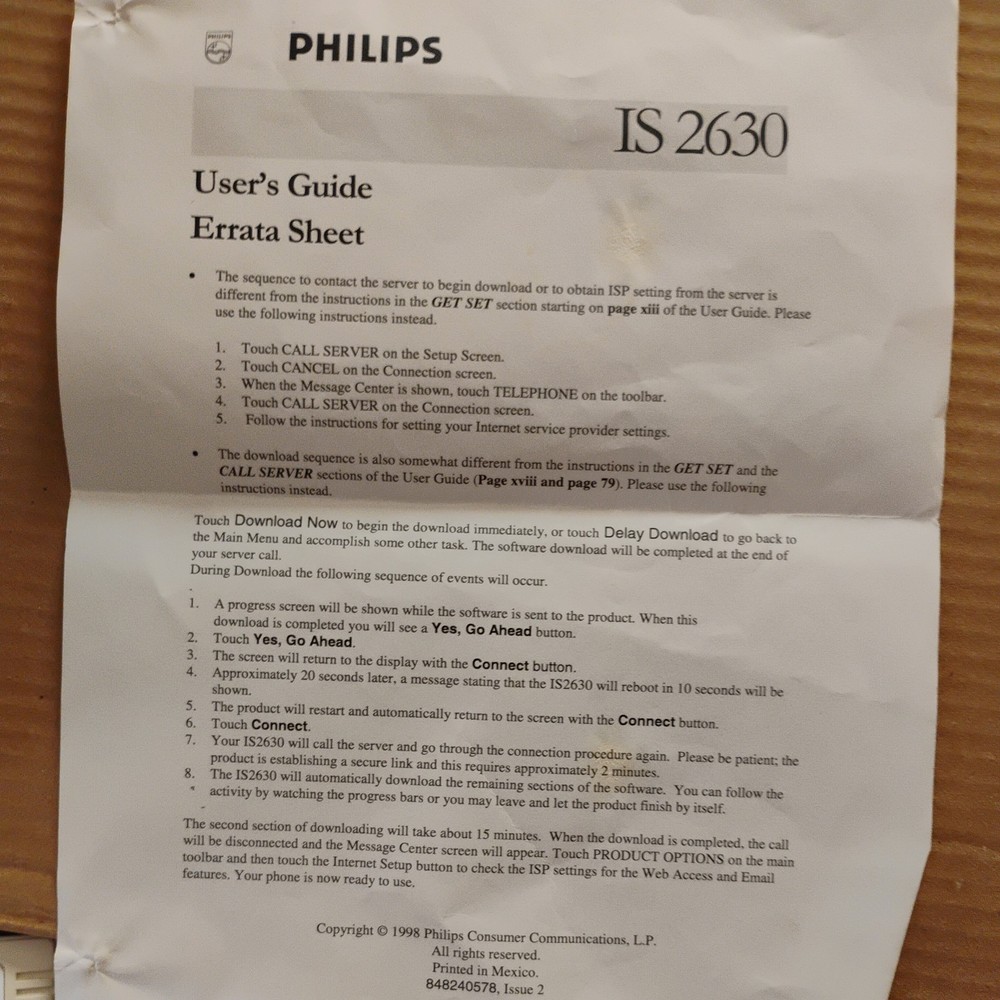 PHILIPS
PHILIPS
IS 2630
User's Guide
Errata Sheet
• The sequence to contact the server to begin download or to obtain ISP setting from the server is
different from the instructions in the GET SET section starting on page xiii of the User Guide. Please
use the following instructions instead.
1. Touch CALL SERVER on the Setup Screen.
2. Touch CANCEL on the Connection screen.
3. When the Message Center is shown, touch TELEPHONE on the toolbar.
4. Touch CALL SERVER on the Connection screen.
5. Follow the instructions for setting your Internet service provider settings.
• The download sequence is also somewhat different from the instructions in the GET SET and the
CALL SERVER sections of the User Guide (Page xviii and page 79). Please use the following
instructions instead.
Touch Download Now to begin the download immediately, or touch Delay Download to go back to
the Main Menu and accomplish some other task. The software download will be completed at the end of
your server call.
During Download the following sequence of events will occur.
1. A progress screen will be shown while the software is sent to the product. When this
download is completed you will see a Yes, Go Ahead button.
2. Touch Yes, Go Ahead.
3. The screen will return to the display with the Connect button.
4. Approximately 20 seconds later, a message stating that the IS2630 will reboot in 10 seconds will be
shown.
5. The product will restart and automatically return to the screen with the Connect button.
6. Touch Connect.
7. Your IS2630 will call the server and go through the connection procedure again. Please be patient; the
product is establishing a secure link and this requires approximately 2 minutes.
8. The IS2630 will automatically download the remaining sections of the software. You can follow the
activity by watching the progress bars or you may leave and let the product finish by itself.
The second section of downloading will take about 15 minutes. When the download is completed, the call
will be disconnected and the Message Center screen will appear. Touch PRODUCT OPTIONS on the main
toolbar and then touch the Internet Setup button to check the ISP settings for the Web Access and Email
features. Your phone is now ready to use.
Copyright © 1998 Philips Consumer Communications, L.P.
All rights reserved.
Printed in Mexico.
848240578, Issue 2